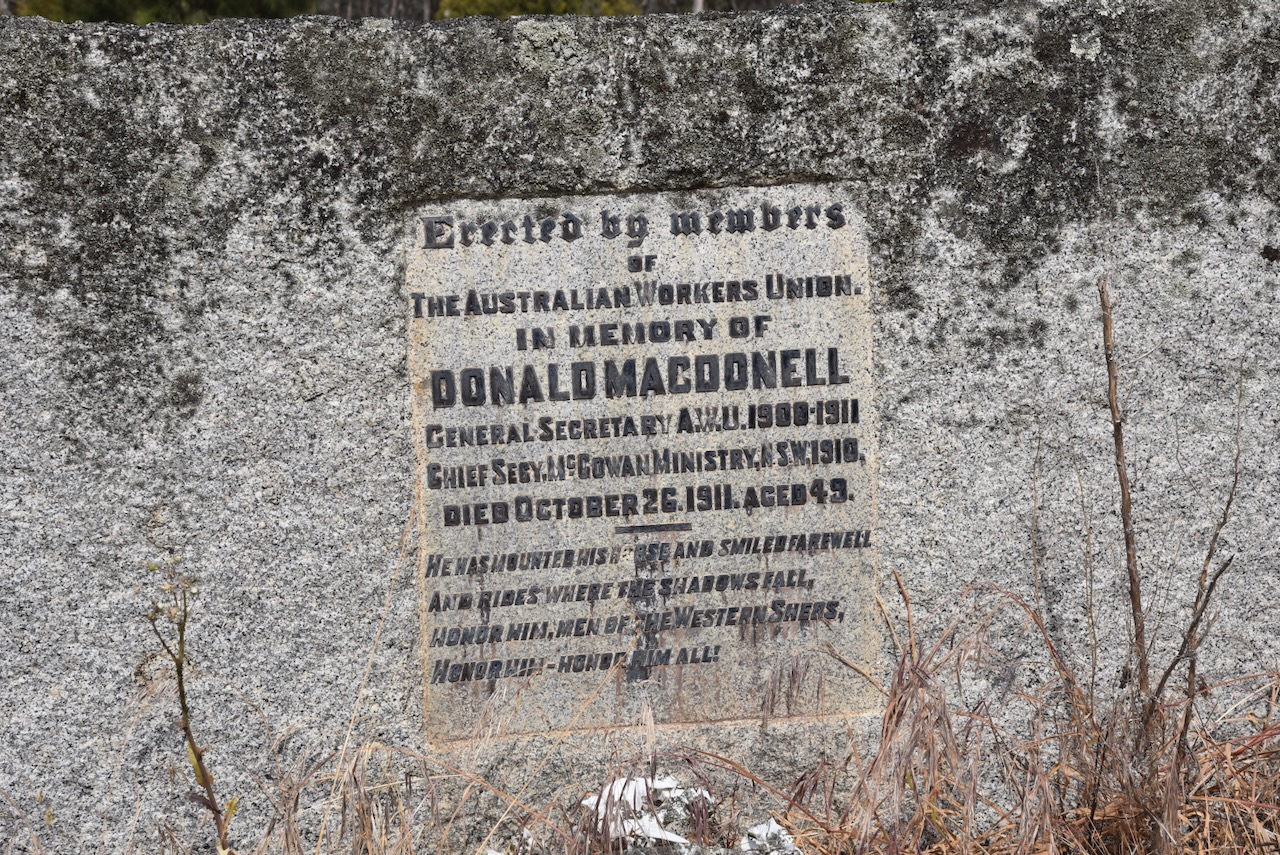 Erected by members
OF
THE AUSTRALIAN WORKERS UNION.
IN MEMORY OF
DONALD MACDONELL
GENERAL SECRETARY A.W.U. 1900-1911
CHIEF SECY. McGOWAN MINISTRY, N.S.W. 1910.
DIED OCTOBER 26. 1911. AGED 49.
HE HAS MOUNTED HIS HORSE AND SMILED FAREWELL
AND RIDES WHERE THE SHADOWS FALL,
HONOR HIM, MEN OF THE WESTERN SHEDS,
HONOR HIM - HONOR HIM ALL!